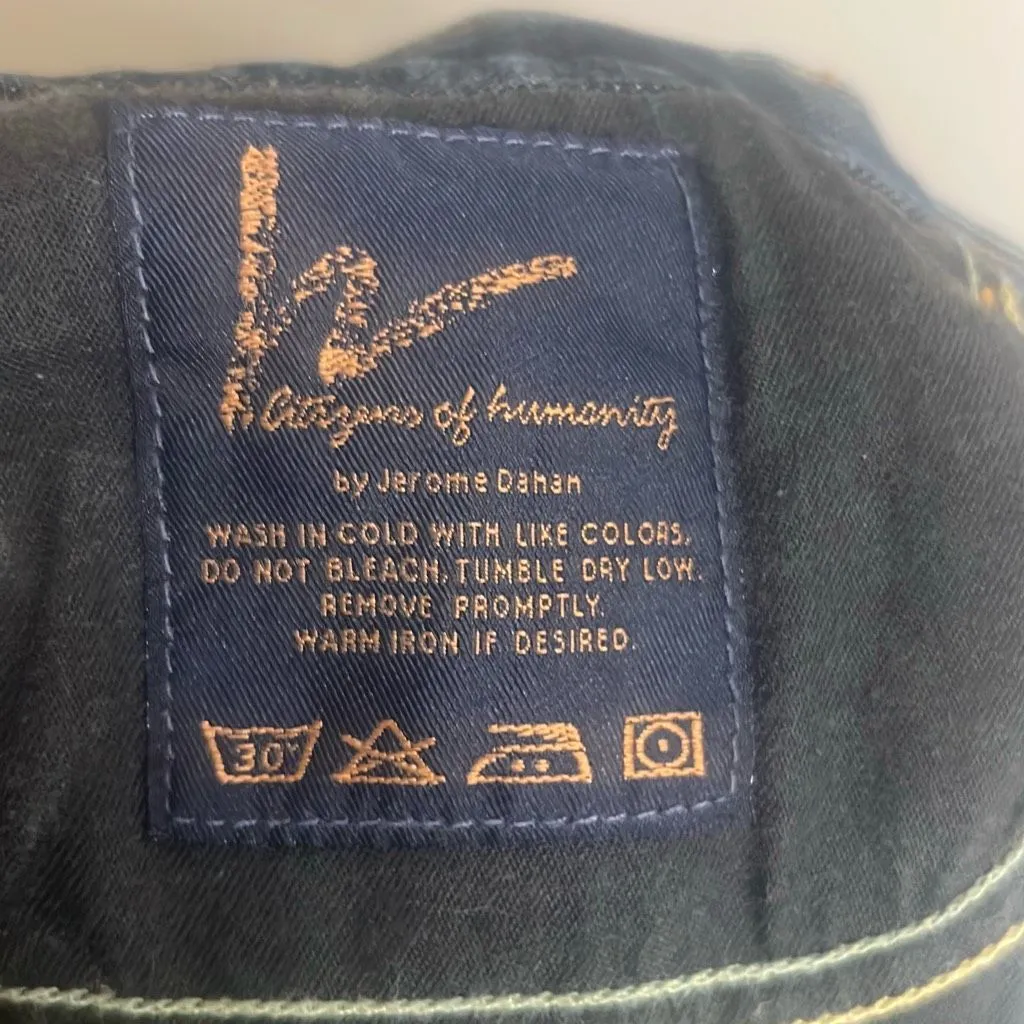 h
Citizens of humanity
by Jerome Dahan
WASH IN COLD WITH LIKE COLORS.
DO NOT BLEACH, TUMBLE DRY LOW.
REMOVE PROMPTLY.
WARM IRON IF DESIRED.
30°